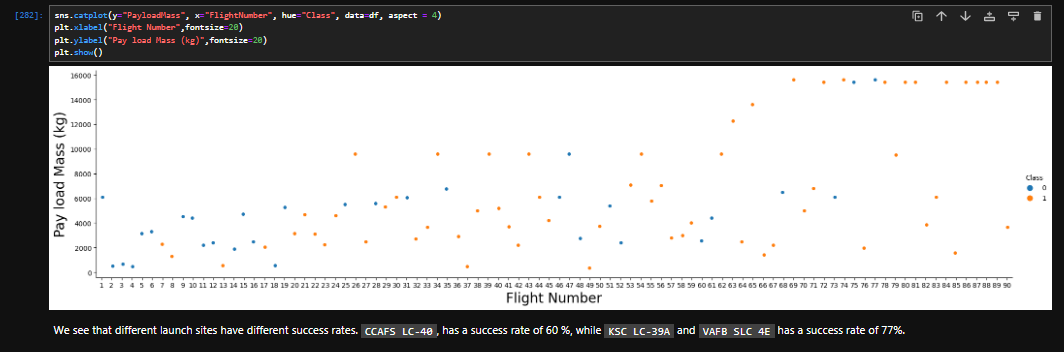 [282]:
sns.catplot(y="PayloadMass", x="FlightNumber", hue="Class", data=df, aspect = 4)
plt.xlabel("Flight Number",fontsize=20)
plt.ylabel("Pay load Mass (kg)",fontsize=20)
plt.show()
Pay load Mass (kg)
16000
14000
12000
10000
8000
6000
4000
2000
0
Class
0
1
1 2 3 4 5 6 7 8 9 10 11 12 13 14 15 16 17 18 19 20 21 22 23 24 25 26 27 28 29 30 31 32 33 34 35 36 37 38 39 40 41 42 43 44 45 46 47 48 49 50 51 52 53 54 55 56 57 58 59 60 61 62 63 64 65 66 67 68 69 70 71 72 73 74 75 76 77 78 79 80 81 82 83 84 85 86 87 88 89 90
Flight Number
We see that different launch sites have different success rates. CCAFS LC-40 , has a success rate of 60 %, while KSC LC-39A and VAFB SLC 4E has a success rate of 77%.